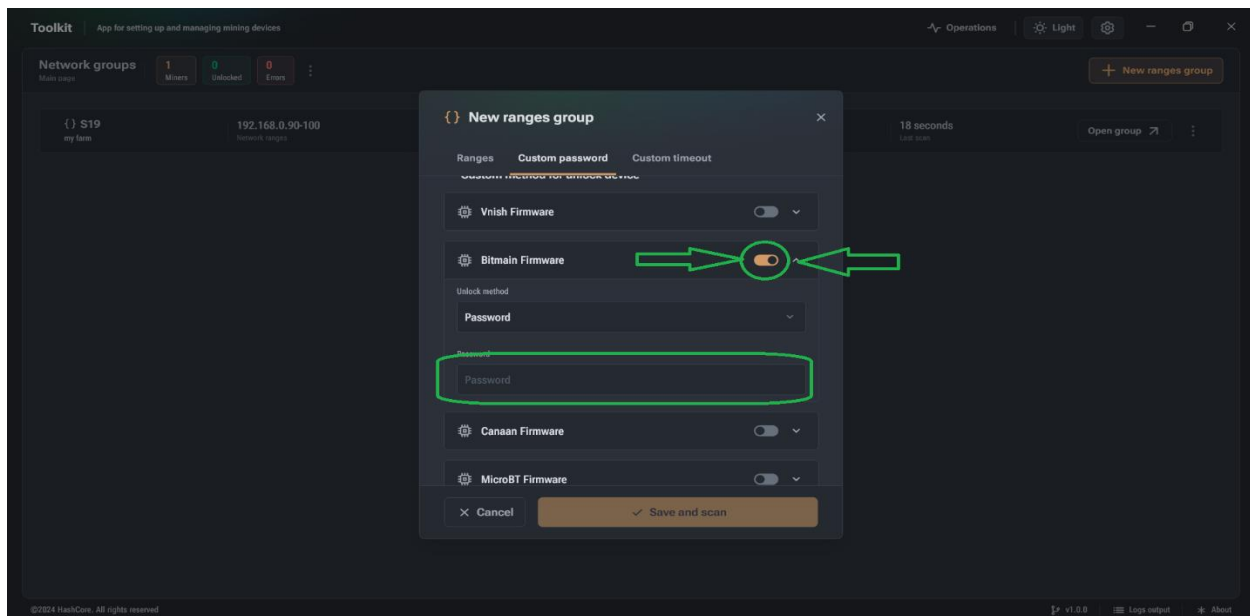 Toolkit App for setting up and managing mining devices Operations Light
Network groups 1 0 0 + New ranges group
Main page Miners Unlocked Errors
{} S19 192.168.0.90-100 18 seconds Open group
my farm Network ranges Last scan
{} New ranges group
Ranges Custom password Custom timeout
Custom method for unlock device
Vnish Firmware
Bitmain Firmware
Unlock method
Password
Password
Password
Canaan Firmware
MicroBT Firmware
Cancel Save and scan
©2024 HashCore. All rights reserved v1.0.0 Logs output About